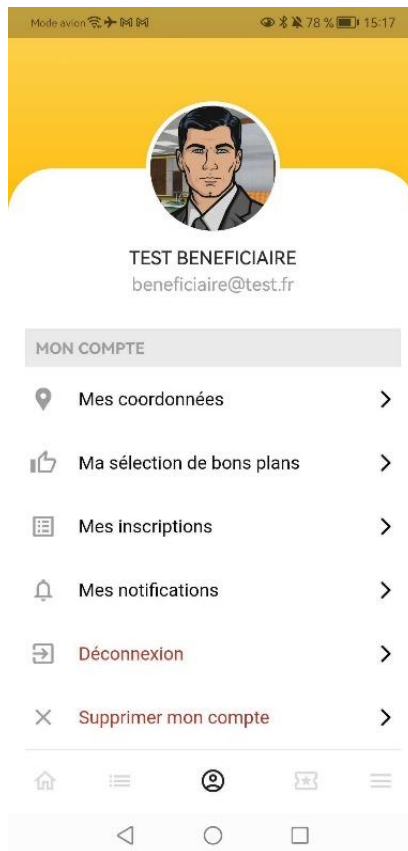 Mode avion 78 % 15:17
TEST BENEFICIAIRE
beneficiaire@test.fr
MON COMPTE
Mes coordonnées
Ma sélection de bons plans
Mes inscriptions
Mes notifications
Déconnexion
Supprimer mon compte